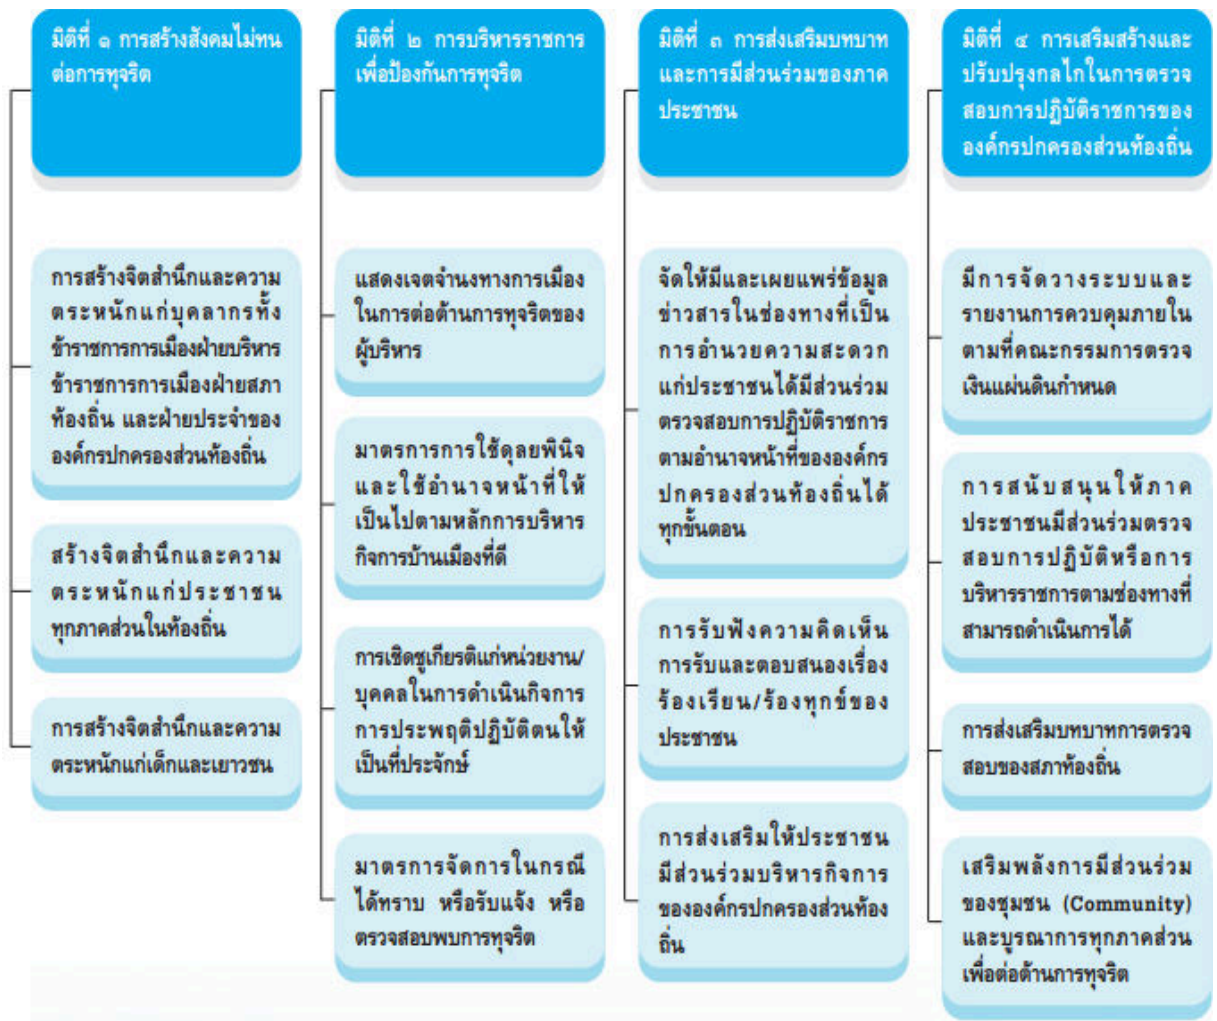 มิติที่ ๑ การสร้างสังคมไม่ทน
ต่อการทุจริต
การสร้างจิตสำนึกและความ
ตระหนักแก่บุคลากรทั้ง
ข้าราชการการเมืองฝ่ายบริหาร
ข้าราชการการเมืองฝ่ายสภา
ท้องถิ่น และฝ่ายประจำของ
องค์กรปกครองส่วนท้องถิ่น
สร้างจิตสำนึกและความ
ตระหนักแก่ประชาชน
ทุกภาคส่วนในท้องถิ่น
การสร้างจิตสำนึกและความ
ตระหนักแก่เด็กและเยาวชน
มิติที่ ๒ การบริหารราชการ
เพื่อป้องกันการทุจริต
แสดงเจตจำนงทางการเมือง
ในการต่อต้านการทุจริตของ
ผู้บริหาร
มาตรการการใช้ดุลยพินิจ
และใช้อำนาจหน้าที่ให้
เป็นไปตามหลักการบริหาร
กิจการบ้านเมืองที่ดี
การเชิดชูเกียรติแก่หน่วยงาน/
บุคคลในการดำเนินกิจการ
การประพฤติปฏิบัติตนให้
เป็นที่ประจักษ์
มาตรการจัดการในกรณี
ได้ทราบ หรือรับแจ้ง หรือ
ตรวจสอบพบการทุจริต
มิติที่ ๓ การส่งเสริมบทบาท
และการมีส่วนร่วมของภาค
ประชาชน
จัดให้มีและเผยแพร่ข้อมูล
ข่าวสารในช่องทางที่เป็น
การอำนวยความสะดวก
แก่ประชาชนได้มีส่วนร่วม
ตรวจสอบการปฏิบัติราชการ
ตามอำนาจหน้าที่ขององค์กร
ปกครองส่วนท้องถิ่นได้
ทุกขั้นตอน
การรับฟังความคิดเห็น
การรับและตอบสนองเรื่อง
ร้องเรียน/ร้องทุกข์ของ
ประชาชน
การส่งเสริมให้ประชาชน
มีส่วนร่วมบริหารกิจการ
ขององค์กรปกครองส่วนท้อง
ถิ่น
มิติที่ ๔ การเสริมสร้างและ
ปรับปรุงกลไกในการตรวจ
สอบการปฏิบัติราชการของ
องค์กรปกครองส่วนท้องถิ่น
มีการจัดวางระบบและ
รายงานการควบคุมภายใน
ตามที่คณะกรรมการตรวจ
เงินแผ่นดินกำหนด
การสนับสนุนให้ภาค
ประชาชนมีส่วนร่วมตรวจ
สอบการปฏิบัติหรือการ
บริหารราชการตามช่องทางที่
สามารถดำเนินการได้
การส่งเสริมบทบาทการตรวจ
สอบของสภาท้องถิ่น
เสริมพลังการมีส่วนร่วม
ของชุมชน (Community)
และบูรณาการทุกภาคส่วน
เพื่อต่อต้านการทุจริต